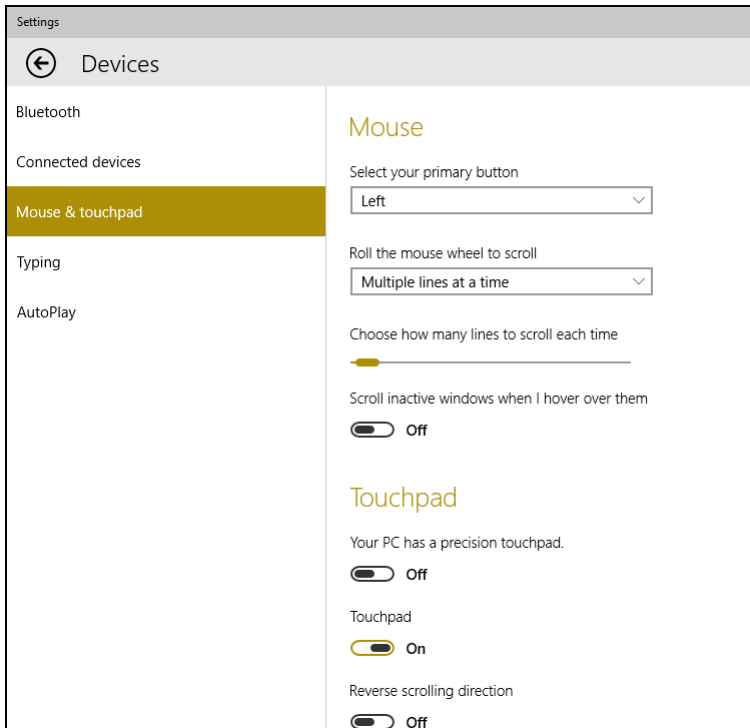 Settings
Devices
Bluetooth
Connected devices
Mouse & touchpad
Typing
AutoPlay
Mouse
Select your primary button
Left
Roll the mouse wheel to scroll
Multiple lines at a time
Choose how many lines to scroll each time
Scroll inactive windows when I hover over them
Off
Touchpad
Your PC has a precision touchpad.
Off
Touchpad
On
Reverse scrolling direction
Off